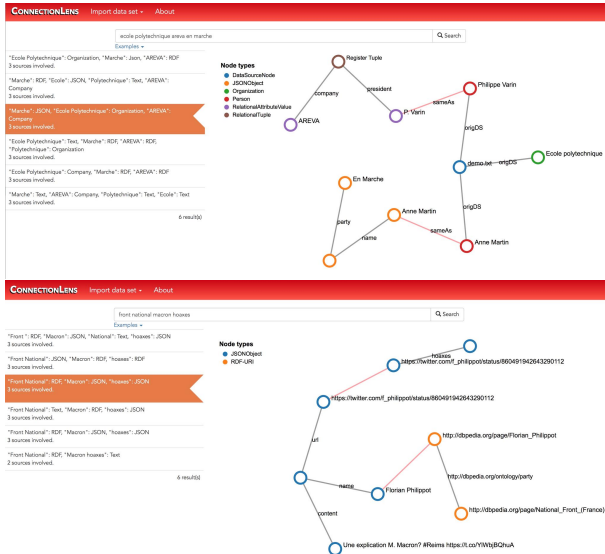 CONNECTIONLENS Import data set About
ecole polytechnique areva en marche Search
Examples
"Ecole Polytechnique": Organization, "Marche": Json, "AREVA": RDF
3 sources involved.
"Marche": RDF, "Ecole": JSON, "Polytechnique": Text, "AREVA":
Company
3 sources involved.
"Marche": JSON, "Ecole Polytechnique": Organization, "AREVA":
Company
3 sources involved.
"Ecole Polytechnique": Text, "Marche": RDF, "AREVA": RDF,
"Polytechnique": Organization
3 sources involved.
"Ecole Polytechnique": Company, "Marche": RDF, "AREVA": RDF
3 sources involved.
"Marche": Text, "AREVA": Company, "Polytechnique": Text, "Ecole": Text
3 sources involved.
6 result(s)
Node types
DataSourceNode
JSONObject
Organization
Person
RelationalAttributeValue
RelationalTuple
Register Tuple
company
president
AREVA
P. Varin
sameAs
Philippe Varin
origDS
demo.txt
origDS
Ecole polytechnique
origDS
En Marche
party
name
Anne Martin
sameAs
Anne Martin
CONNECTIONLENS Import data set About
front national macron hoaxes Search
Examples
"Front ": RDF, "Macron": JSON, "National": Text, "hoaxes": JSON
3 sources involved.
"Front National": JSON, "Macron": RDF, "hoaxes": RDF
3 sources involved.
"Front National": RDF, "Macron": JSON, "hoaxes": JSON
3 sources involved.
"Front National": Text, "Macron": RDF, "hoaxes": JSON
3 sources involved.
"Front National": RDF, "Macron": JSON, "hoaxes": JSON
3 sources involved.
"Front National": RDF, "Macron hoaxes": Text
2 sources involved.
6 result(s)
Node types
JSONObject
RDF-URI
hoaxes
https://twitter.com/f_philippot/status/860491942643290112
https://twitter.com/f_philippot/status/860491942643290112
url
http://dbpedia.org/page/Florian_Philippot
http://dbpedia.org/ontology/party
name
Florian Philippot
http://dbpedia.org/page/National_Front_(France)
content
Une explication M. Macron? #Reims https://t.co/YlWbjBQhuA